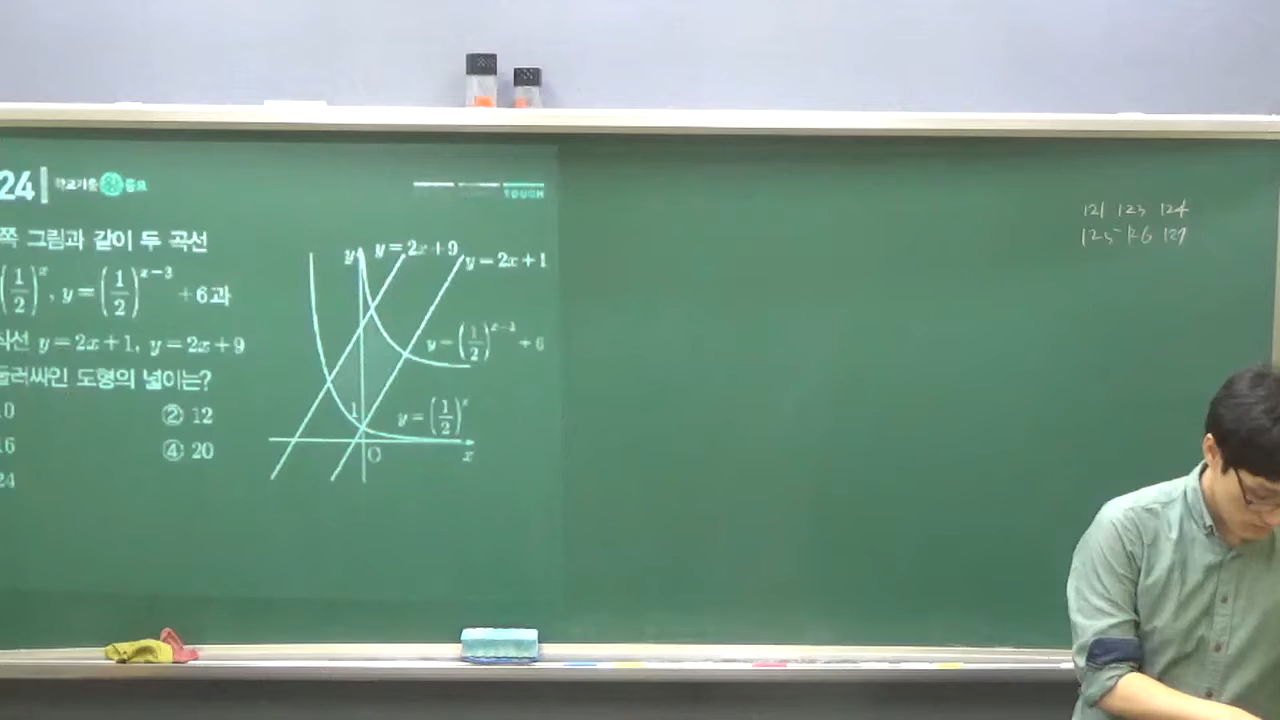 24 학교기출 중요
TOUGH
쪽 그림과 같이 두 곡선
(1/2)^x, y=(1/2)^{x-3}+6과
직선 y=2x+1, y=2x+9
둘러싸인 도형의 넓이는?
② 12
16
④ 20
24
y y=2x+9 y=2x+1
y=(1/2)^{x-3}+6
1 y=(1/2)^x
O x
121 123 124
125 126 127